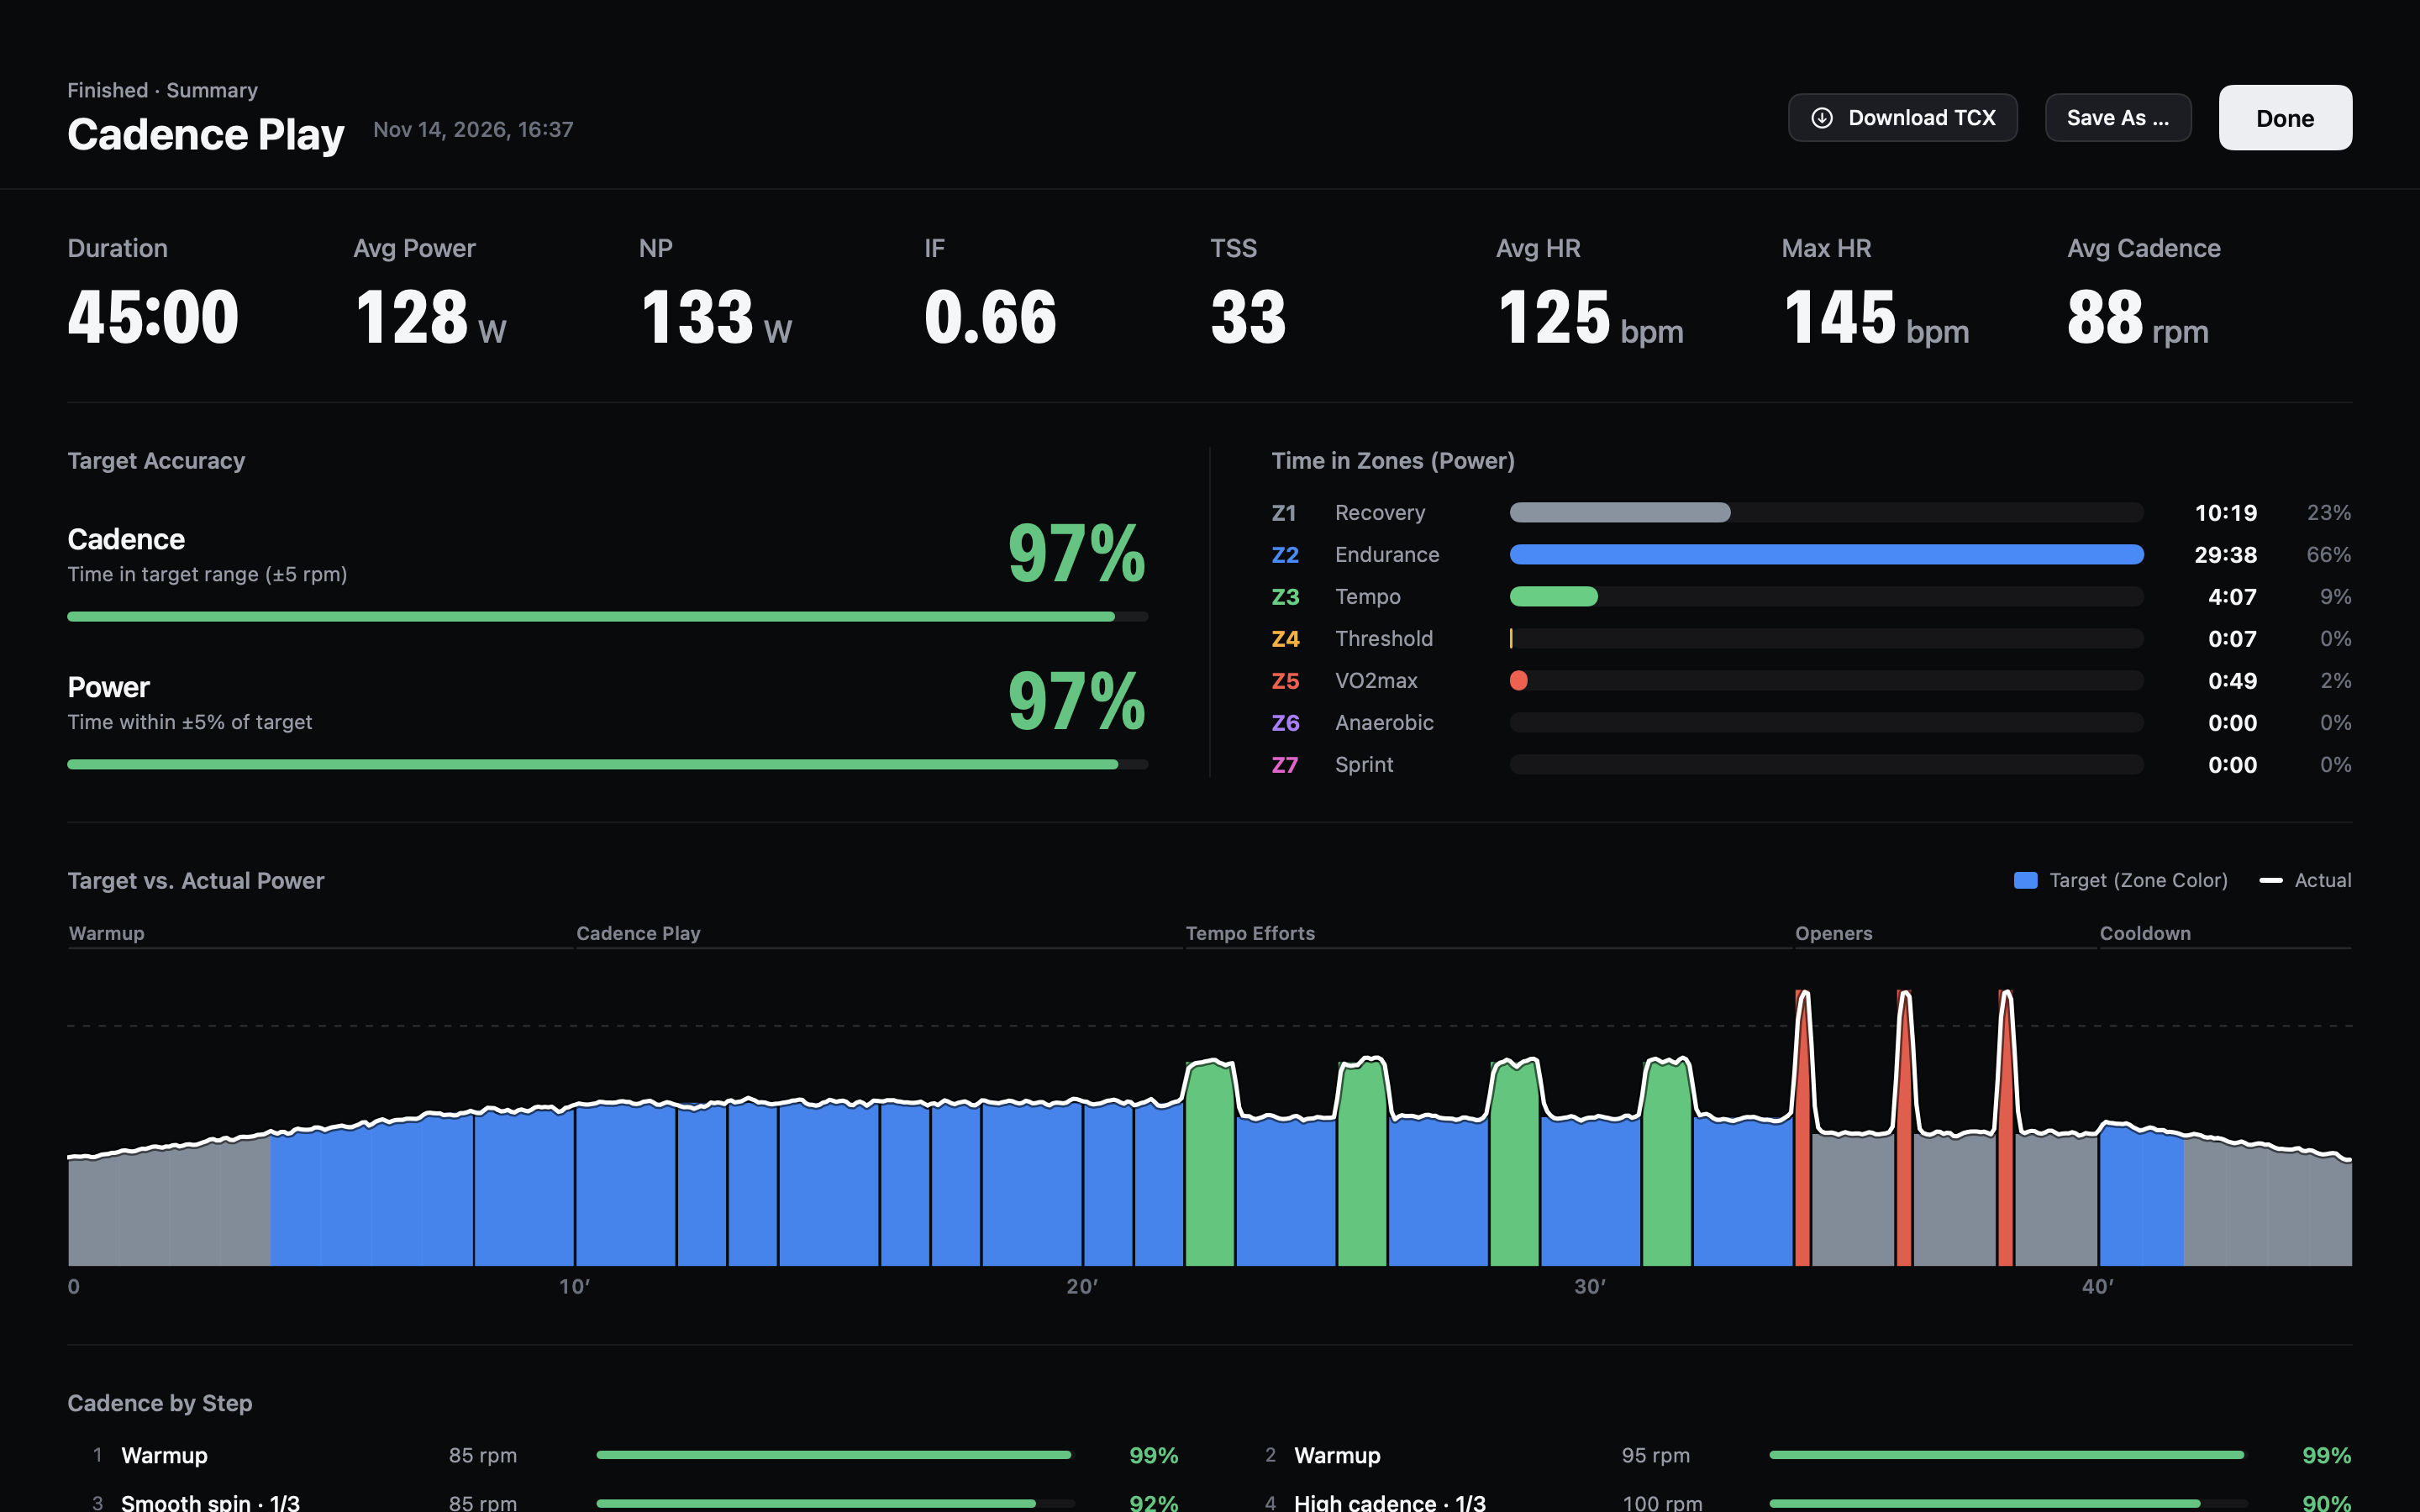 Finished · Summary
Cadence Play Nov 14, 2026, 16:37
Download TCX Save As ... Done
Duration Avg Power NP IF TSS Avg HR Max HR Avg Cadence
45:00 128 W 133 W 0.66 33 125 bpm 145 bpm 88 rpm
Target Accuracy
Cadence 97%
Time in target range (±5 rpm)
Power 97%
Time within ±5% of target
Time in Zones (Power)
Z1 Recovery 10:19 23%
Z2 Endurance 29:38 66%
Z3 Tempo 4:07 9%
Z4 Threshold 0:07 0%
Z5 VO2max 0:49 2%
Z6 Anaerobic 0:00 0%
Z7 Sprint 0:00 0%
Target vs. Actual Power Target (Zone Color) Actual
Warmup Cadence Play Tempo Efforts Openers Cooldown
0 10′ 20′ 30′ 40′
Cadence by Step
1 Warmup 85 rpm 99% 2 Warmup 95 rpm 99%
3 Smooth spin · 1/3 85 rpm 92% 4 High cadence · 1/3 100 rpm 90%